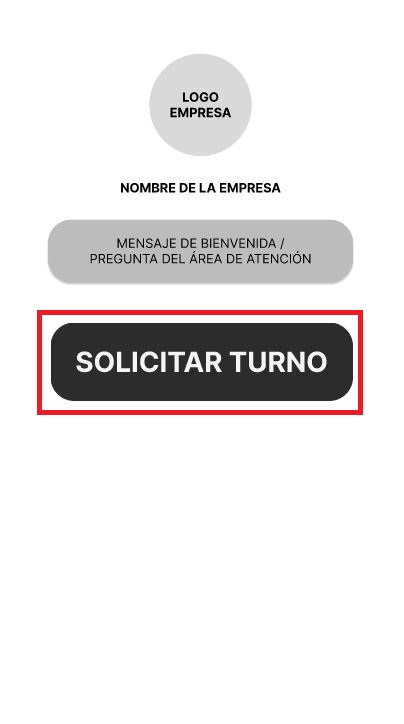 LOGO
EMPRESA
NOMBRE DE LA EMPRESA
MENSAJE DE BIENVENIDA /
PREGUNTA DEL ÁREA DE ATENCIÓN
SOLICITAR TURNO